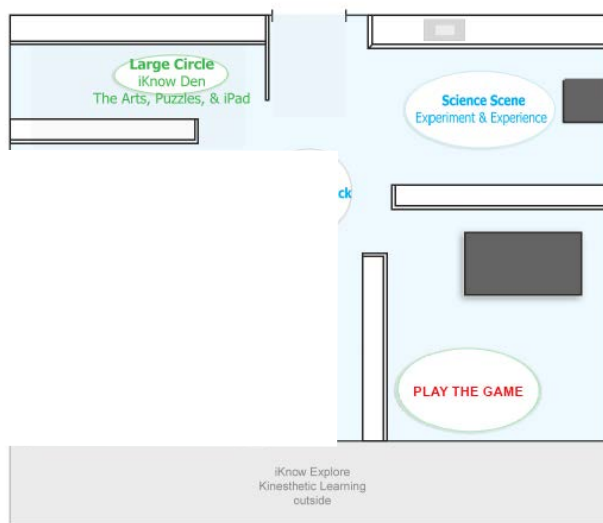 Large Circle
iKnow Den
The Arts, Puzzles, & iPad
Science Scene
Experiment & Experience
PLAY THE GAME
iKnow Explore
Kinesthetic Learning
outside